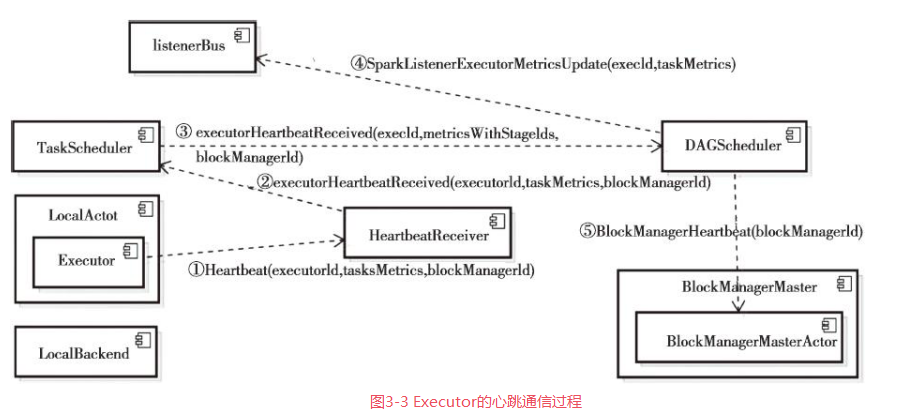 listenerBus
④SparkListenerExecutorMetricsUpdate(execId,taskMetrics)
TaskScheduler
③ executorHeartbeatReceived(execId,metricsWithStageIds,
blockManagerId)
DAGScheduler
②executorHeartbeatReceived(executorId,taskMetrics,blockManagerId)
LocalActot
Executor
HeartbeatReceiver
①Heartbeat(executorId,tasksMetrics,blockManagerId)
⑤BlockManagerHeartbeat(blockManagerId)
BlockManagerMaster
BlockManagerMasterActor
LocalBackend
图3-3 Executor的心跳通信过程